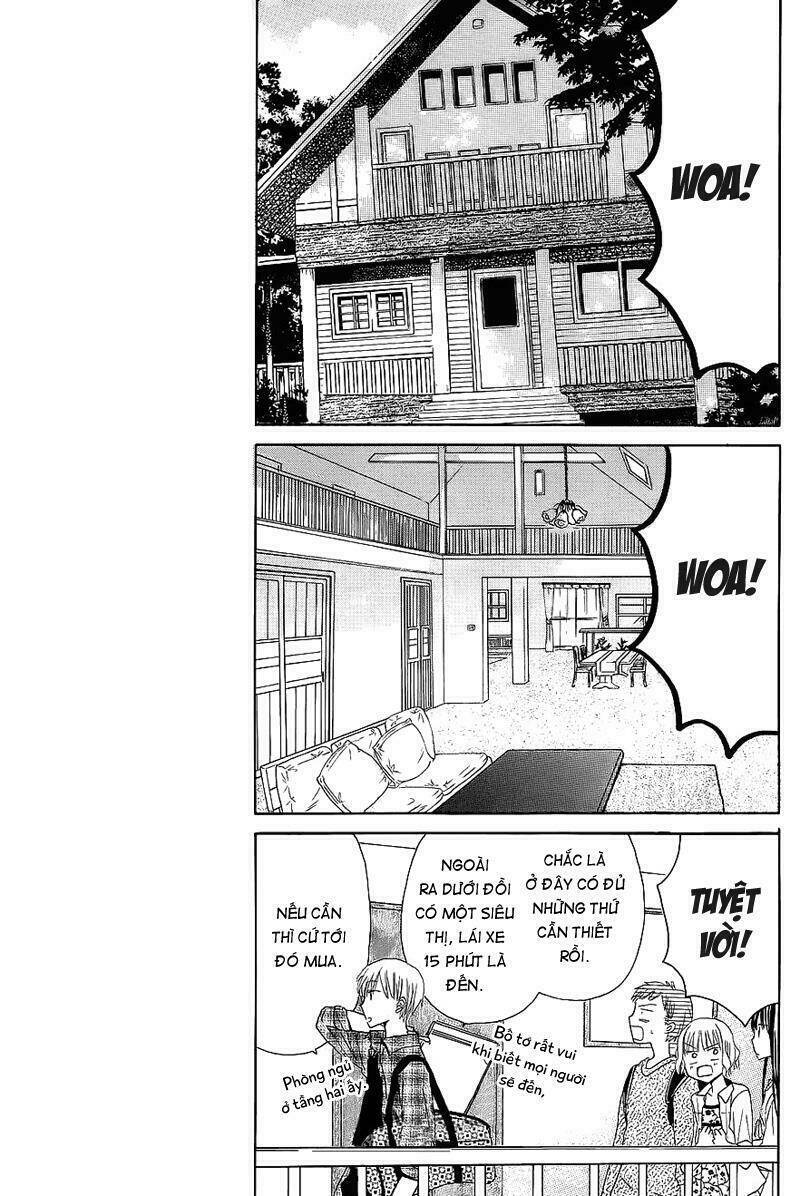 WOA!
WOA!
TUYỆT
VỜI!
CHẮC LÀ
Ở ĐÂY CÓ ĐỦ
NHỮNG THỨ
CẦN THIẾT
RỒI.
NGOÀI
RA DƯỚI ĐỒI
CÓ MỘT SIÊU
THỊ, LÁI XE
15 PHÚT LÀ
ĐẾN.
NẾU CẦN
THÌ CỨ TỚI
ĐÓ MUA.
Bố tớ rất vui
khi biết mọi người
sẽ đến,
Phòng ngủ
ở tầng hai ấy.